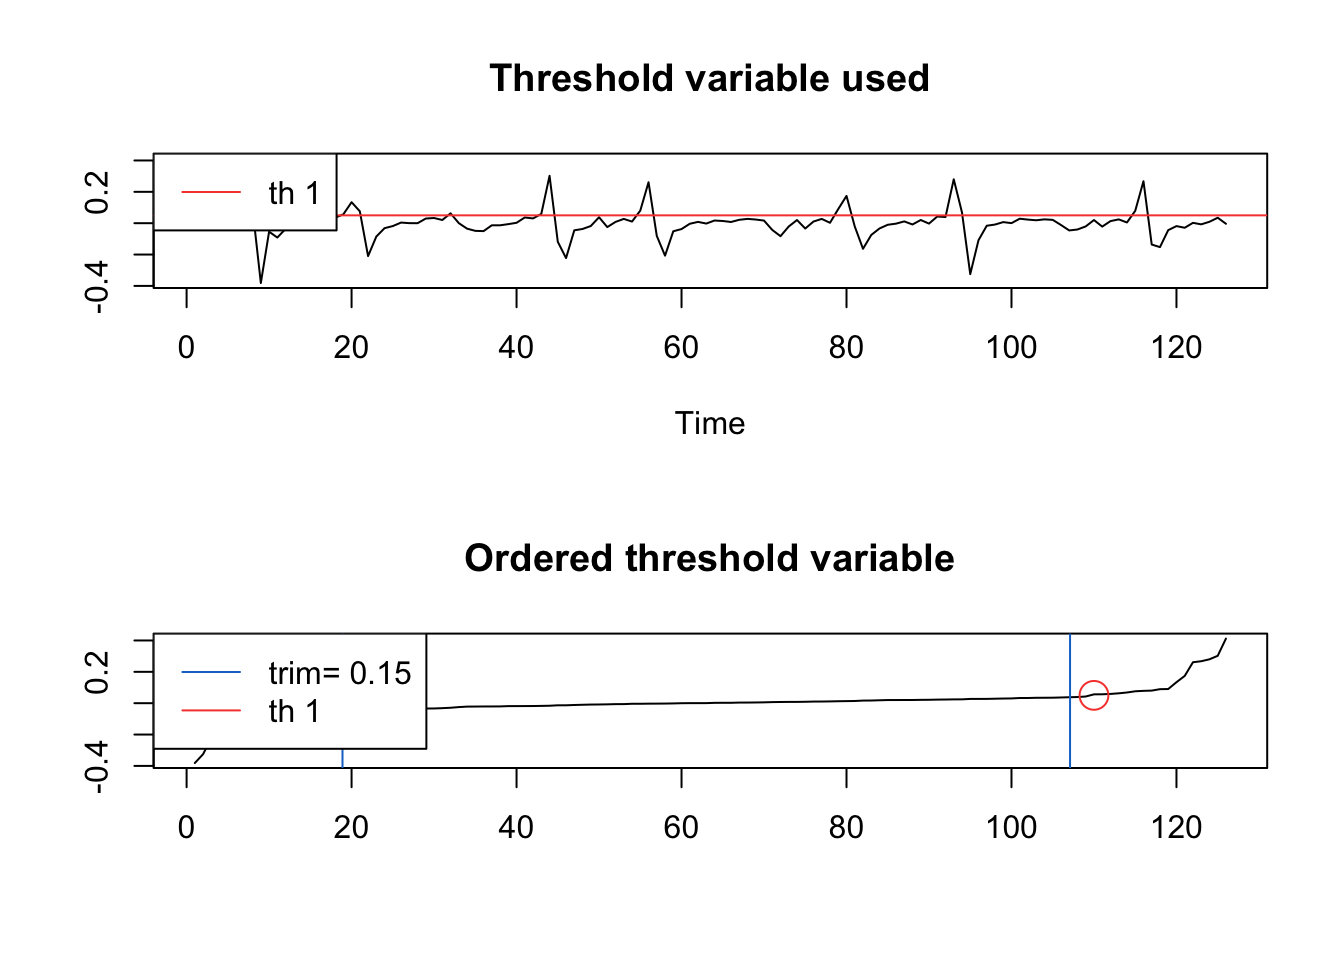 Threshold variable used
th 1
0.2
-0.4
0 20 40 60 80 100 120
Time
Ordered threshold variable
trim= 0.15
th 1
0.2
-0.4
0 20 40 60 80 100 120